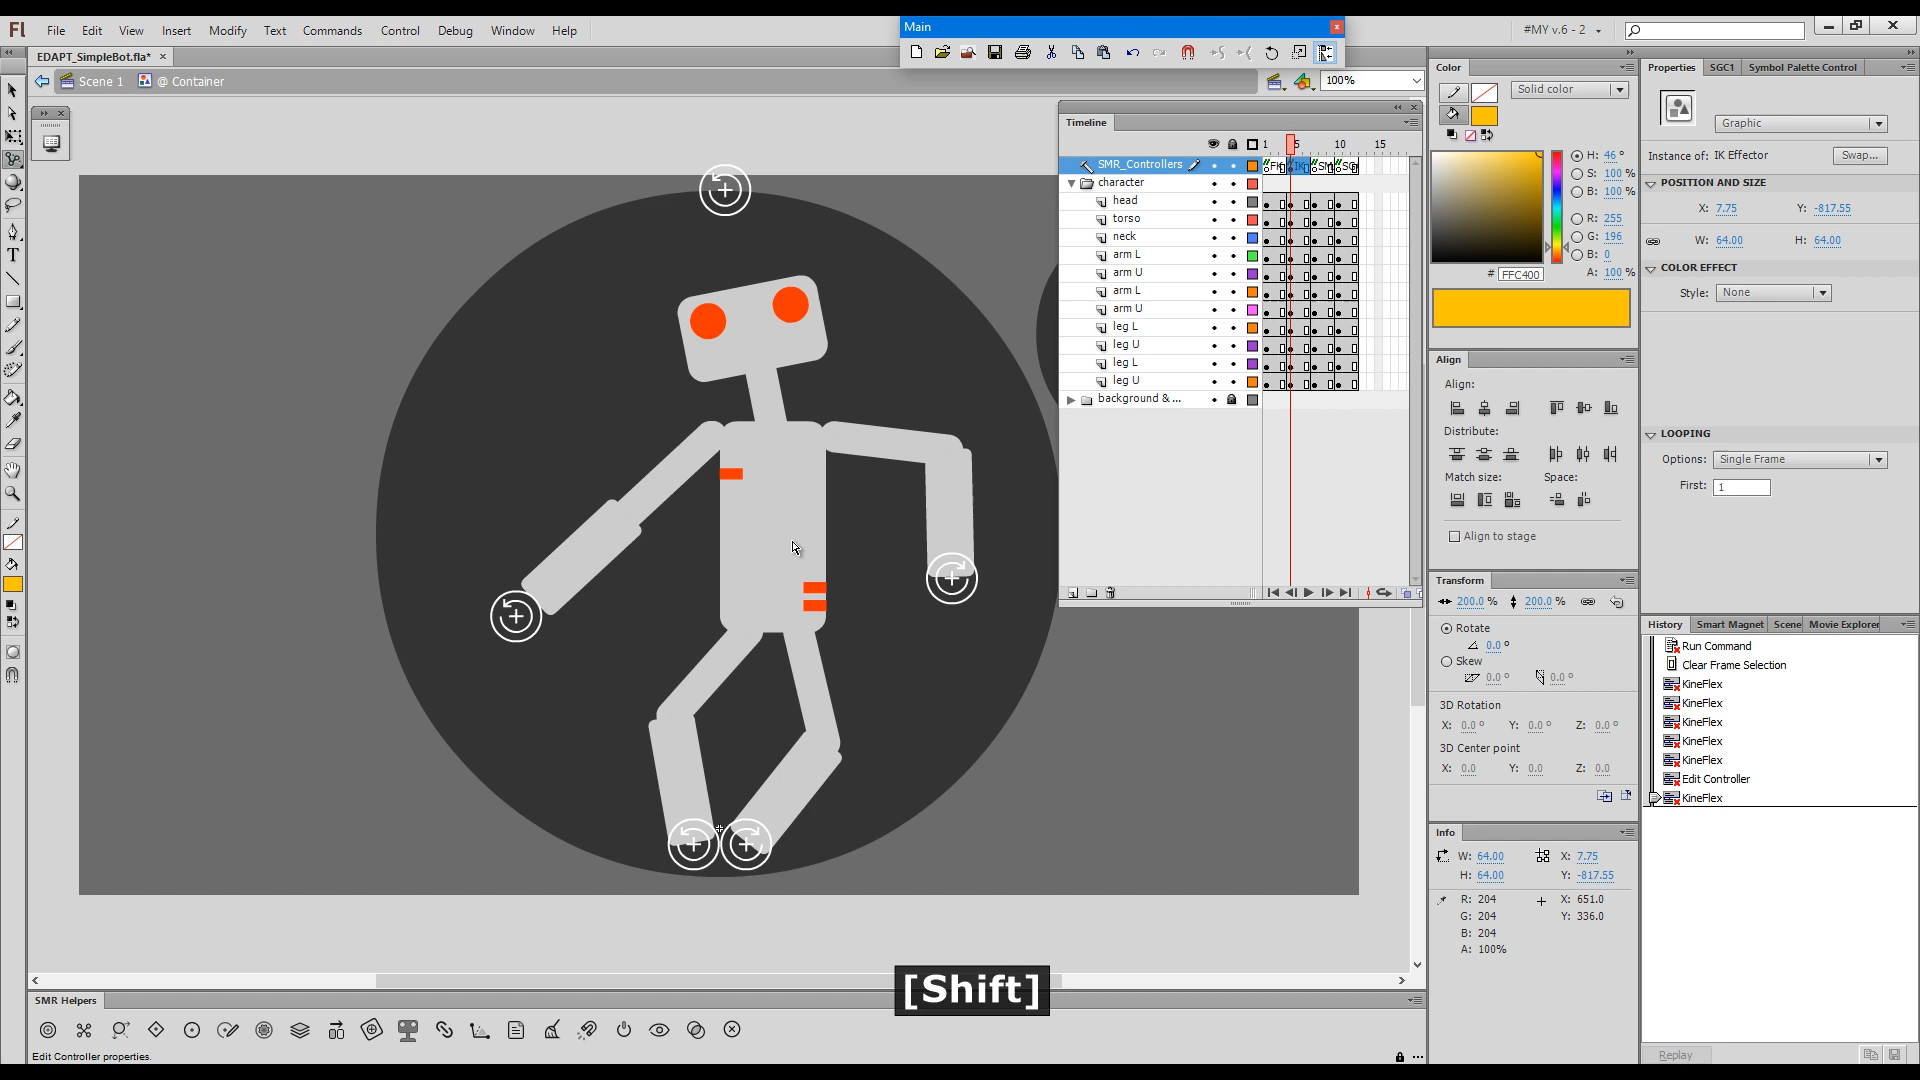 Main
Fl File Edit View Insert Modify Text Commands Control Debug Window Help
#MY v.6 - 2
EDAPT_SimpleBot.fla*
Scene 1 @ Container
100%
Timeline
1 5 10 15
SMR_Controllers
character
head
torso
neck
arm L
arm U
arm L
arm U
leg L
leg U
leg L
leg U
background & ...
Color
Solid color
H: 46 °
S: 100 %
B: 100 %
R: 255
G: 196
B: 0
# FFC400
A: 100 %
Align
Align:
Distribute:
Match size: Space:
Align to stage
Transform
200.0 % 200.0 %
Rotate
0.0 °
Skew
0.0 ° 0.0 °
3D Rotation
X: 0.0 ° Y: 0.0 ° Z: 0.0 °
3D Center point
X: 0.0 Y: 0.0 Z: 0.0
Info
W: 64.00 X: 7.75
H: 64.00 Y: -817.55
R: 204 X: 651.0
G: 204 Y: 336.0
B: 204
A: 100%
Properties SGC1 Symbol Palette Control
Graphic
Instance of: IK Effector Swap...
POSITION AND SIZE
X: 7.75 Y: -817.55
W: 64.00 H: 64.00
COLOR EFFECT
Style: None
LOOPING
Options: Single Frame
First: 1
History Smart Magnet Scene Movie Explorer
Run Command
Clear Frame Selection
KineFlex
KineFlex
KineFlex
KineFlex
KineFlex
Edit Controller
KineFlex
Replay
[Shift]
SMR Helpers
Edit Controller properties.